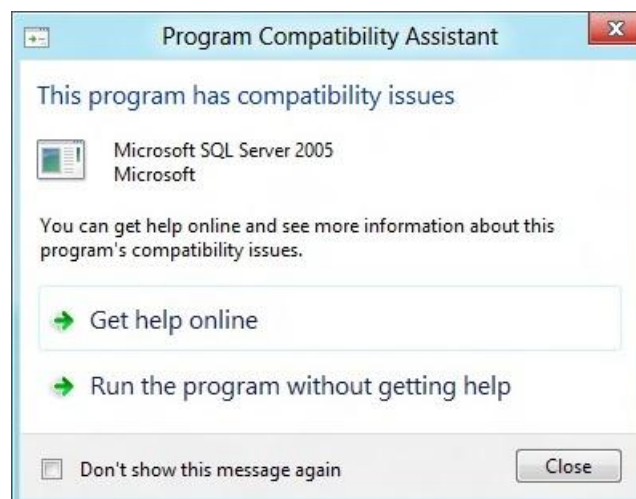 Program Compatibility Assistant
This program has compatibility issues
Microsoft SQL Server 2005
Microsoft
You can get help online and see more information about this
program's compatibility issues.
Get help online
Run the program without getting help
Don't show this message again
Close